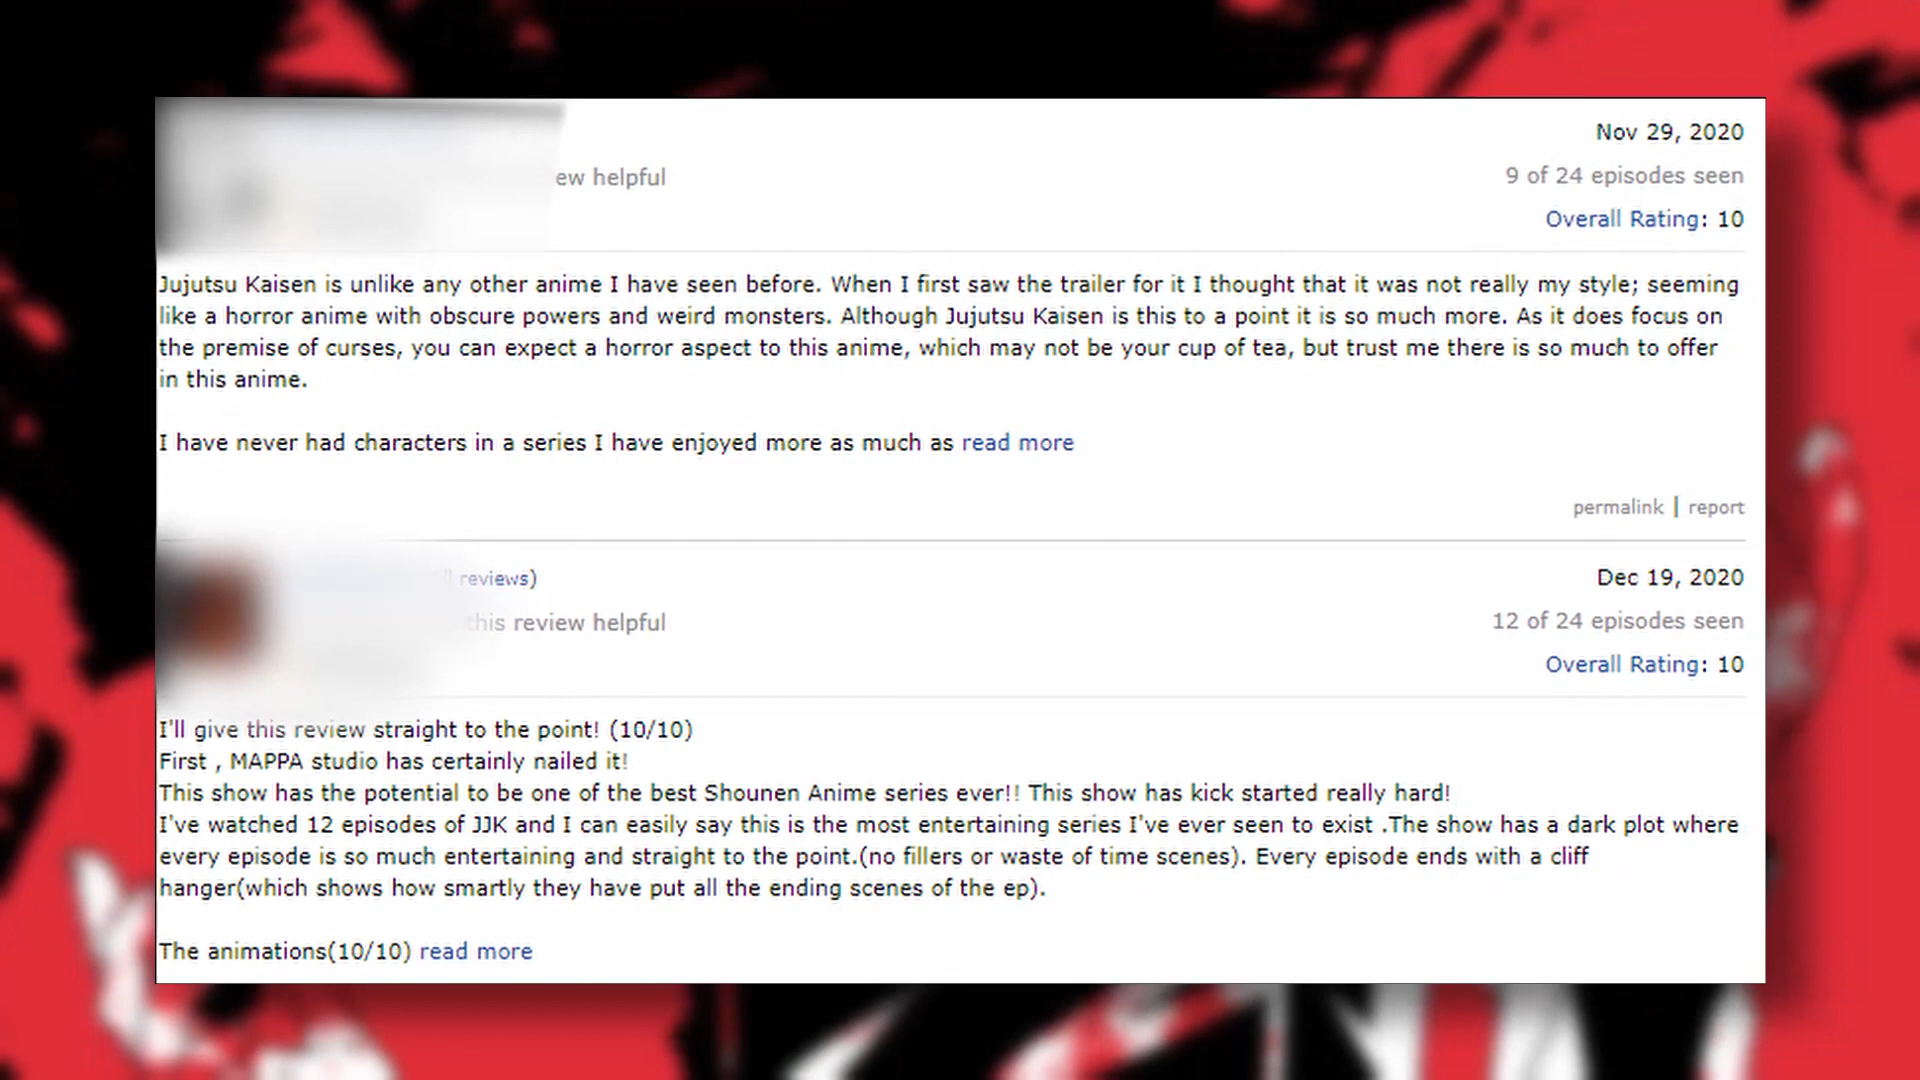 Nov 29, 2020
helpful
9 of 24 episodes seen
Overall Rating: 10
Jujutsu Kaisen is unlike any other anime I have seen before. When I first saw the trailer for it I thought that it was not really my style; seeming
like a horror anime with obscure powers and weird monsters. Although Jujutsu Kaisen is this to a point it is so much more. As it does focus on
the premise of curses, you can expect a horror aspect to this anime, which may not be your cup of tea, but trust me there is so much to offer
in this anime.
I have never had characters in a series I have enjoyed more as much as read more
permalink | report
reviews)
Dec 19, 2020
this review helpful
12 of 24 episodes seen
Overall Rating: 10
I'll give this review straight to the point! (10/10)
First , MAPPA studio has certainly nailed it!
This show has the potential to be one of the best Shounen Anime series ever!! This show has kick started really hard!
I've watched 12 episodes of JJK and I can easily say this is the most entertaining series I've ever seen to exist .The show has a dark plot where
every episode is so much entertaining and straight to the point.(no fillers or waste of time scenes). Every episode ends with a cliff
hanger(which shows how smartly they have put all the ending scenes of the ep).
The animations(10/10) read more